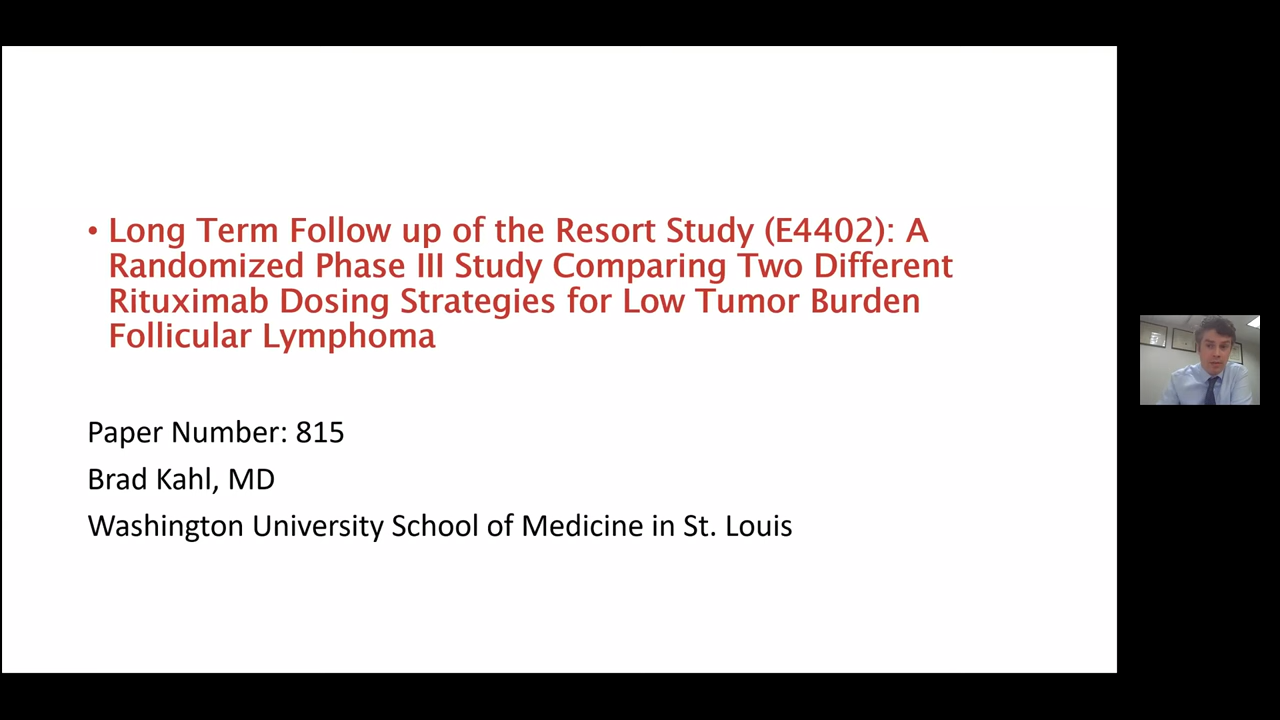 • Long Term Follow up of the Resort Study (E4402): A
Randomized Phase III Study Comparing Two Different
Rituximab Dosing Strategies for Low Tumor Burden
Follicular Lymphoma
Paper Number: 815
Brad Kahl, MD
Washington University School of Medicine in St. Louis